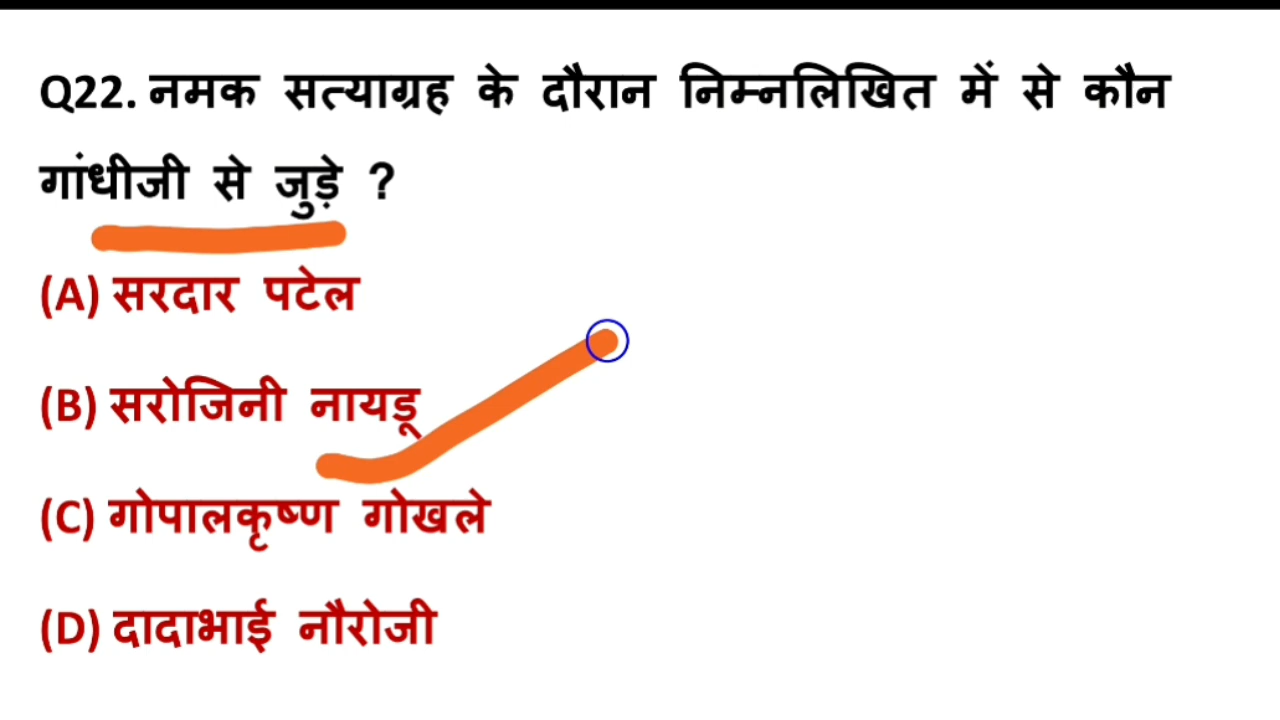 Q22. नमक सत्याग्रह के दौरान निम्नलिखित में से कौन
गांधीजी से जुड़े ?
(A) सरदार पटेल
(B) सरोजिनी नायडू
(C) गोपालकृष्ण गोखले
(D) दादाभाई नौरोजी